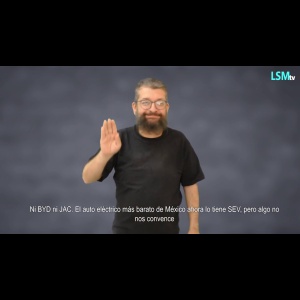 LSMtv
Ni BYD ni JAC. El auto eléctrico más barato de México ahora lo tiene SEV, pero algo no
nos convence